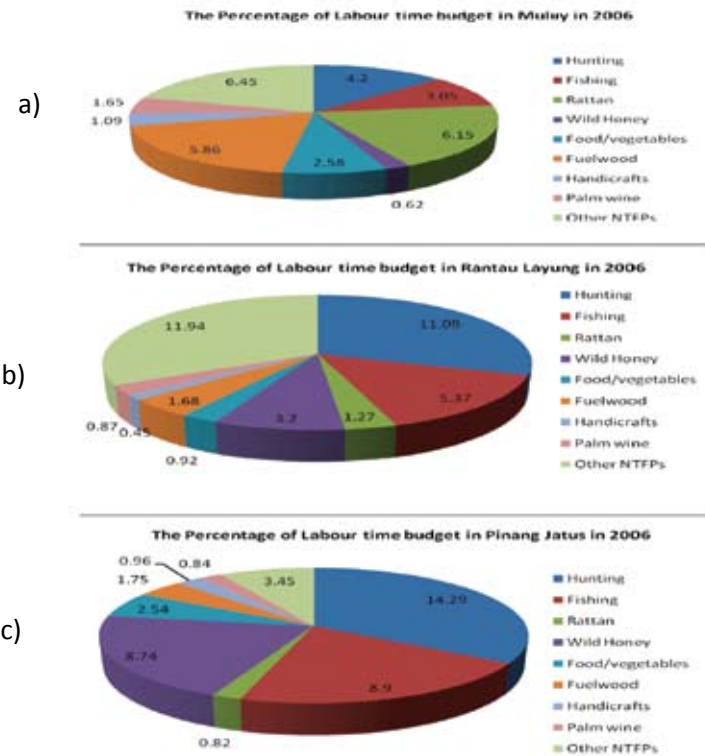 The Percentage of Labour time budget in Muluy in 2006
a)
6.45
4.2
3.05
1.65
1.09
6.15
5.86
2.58
0.62
Hunting
Fishing
Rattan
Wild Honey
Food/vegetables
Fuelwood
Handicrafts
Palm wine
Other NTFPs
The Percentage of Labour time budget in Rantau Layung in 2006
b)
11.94
11.09
5.37
1.27
3.7
1.68
0.87
0.45
0.92
Hunting
Fishing
Rattan
Wild Honey
Food/vegetables
Fuelwood
Handicrafts
Palm wine
Other NTFPs
The Percentage of Labour time budget in Pinang Jatus in 2006
c)
0.96
0.84
1.75
3.45
2.54
14.29
8.74
8.9
0.82
Hunting
Fishing
Rattan
Wild Honey
Food/vegetables
Fuelwood
Handicrafts
Palm wine
Other NTFPs